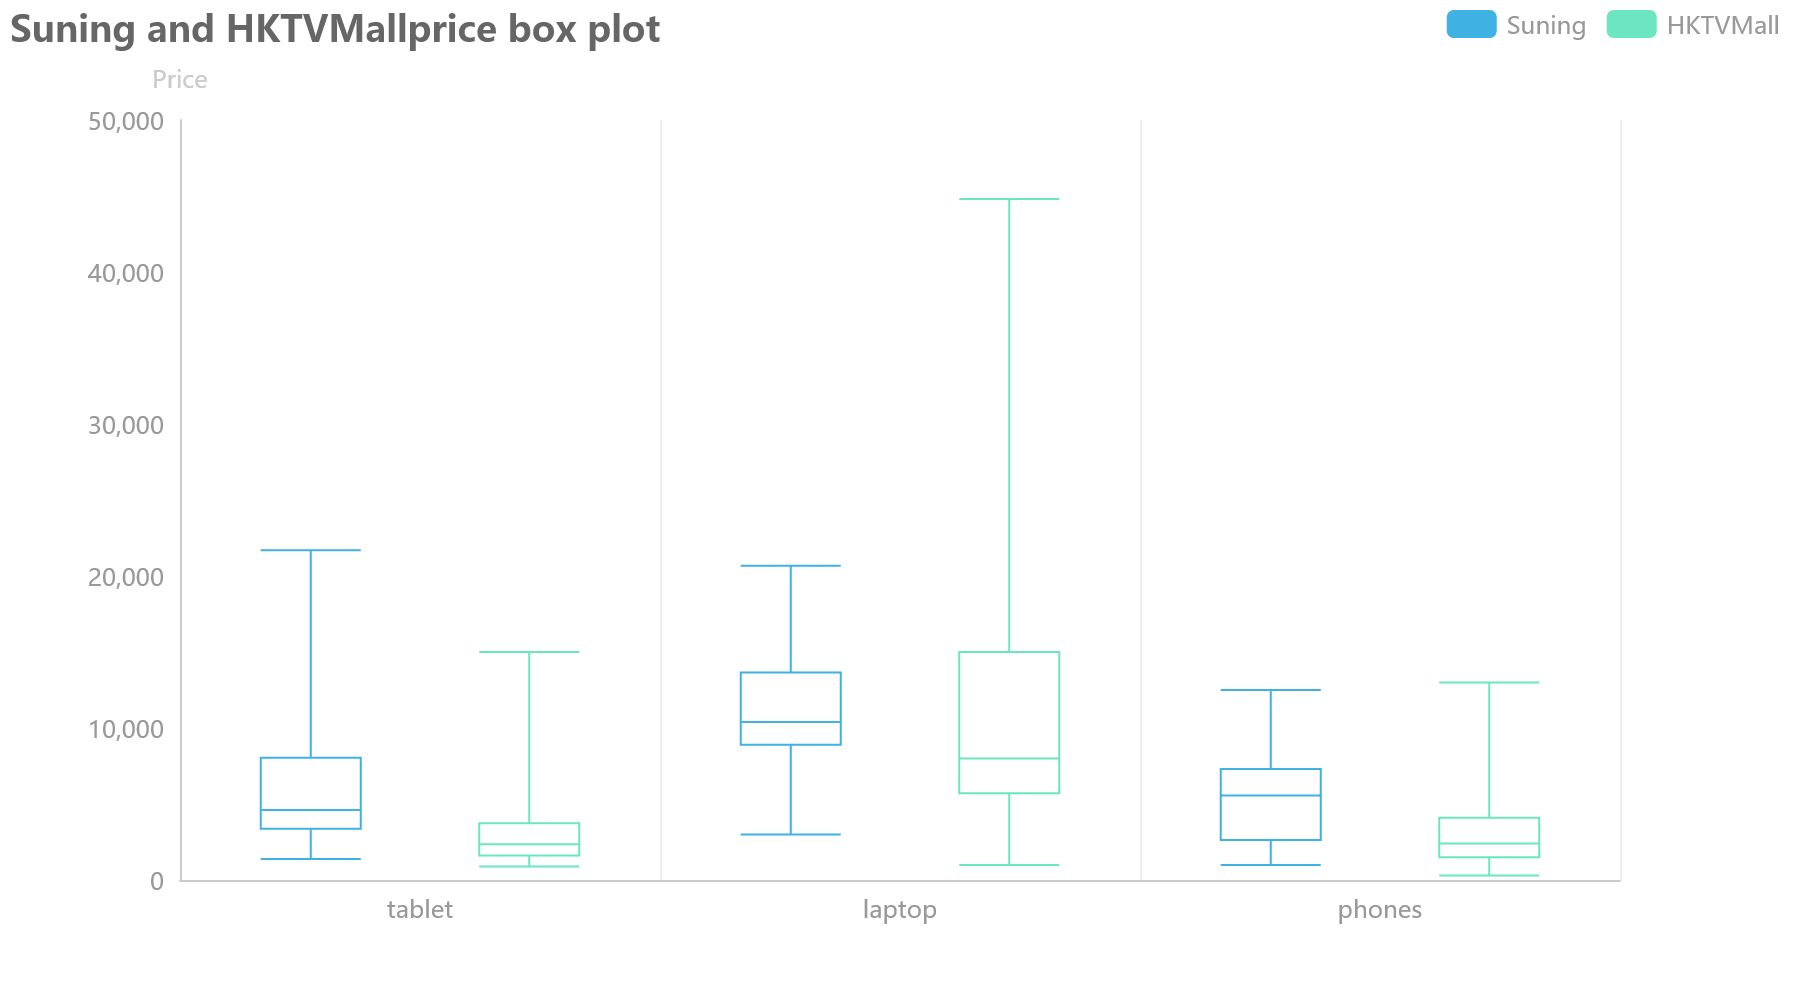 Suning and HKTVMallprice box plot
Suning
HKTVMall
Price
50,000
40,000
30,000
20,000
10,000
0
tablet
laptop
phones